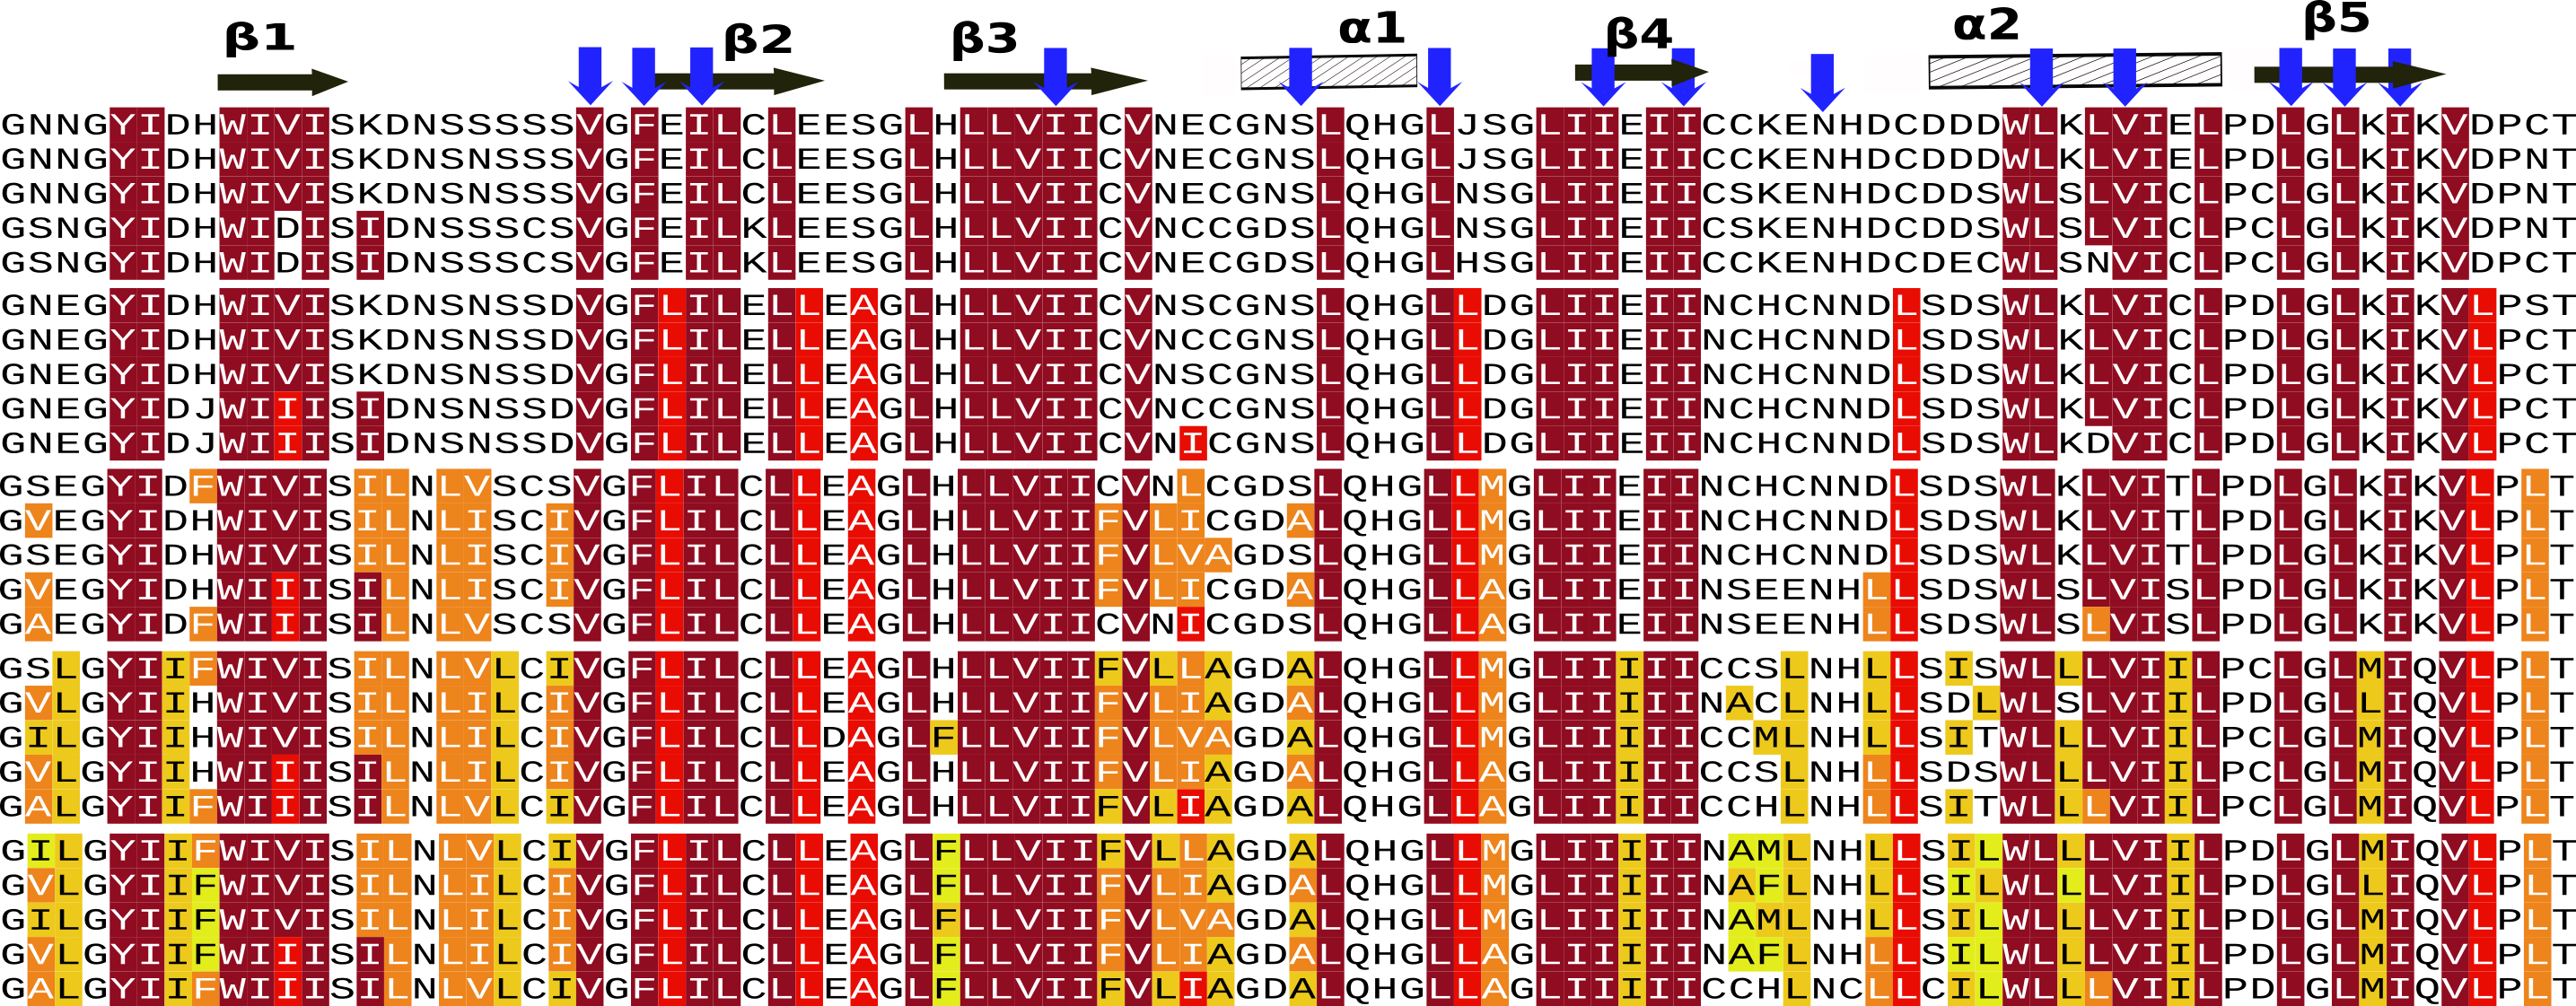 β1 β2 β3 α1 β4 α2 β5
GNNGYIDHWIVISKDNSSSSSVGFEILCLEESGLHLLVIICVNECGNSLQHGLJSGLIIEIICCKENHDCDDDWLKLVIELPDLGLKIKVDPCT
GNNGYIDHWIVISKDNSNSSSVGFEILCLEESGLHLLVIICVNECGNSLQHGLJSGLIIEIICCKENHDCDDDWLKLVIELPDLGLKIKVDPNT
GNNGYIDHWIVISKDNSNSSSVGFEILCLEESGLHLLVIICVNECGNSLQHGLNSGLIIEIICSKENHDCDDSWLSLVICLPCLGLKIKVDPNT
GSNGYIDHWIDISIDNSSSCSVGFEILKLEESGLHLLVIICVNCCGDSLQHGLNSGLIIEIICSKENHDCDDSWLSLVICLPCLGLKIKVDPNT
GSNGYIDHWIDISIDNSSSCSVGFEILKLEESGLHLLVIICVNECGDSLQHGLHSGLIIEIICCKENHDCDECWLSNVICLPCLGLKIKVDPCT
GNEGYIDHWIVISKDNSNSSDVGFLILELLEAGLHLLVIICVNSCGNSLQHGLLDGLIIEIINCHCNNDLSDSWLKLVICLPDLGLKIKVLPST
GNEGYIDHWIVISKDNSNSSDVGFLILELLEAGLHLLVIICVNCCGNSLQHGLLDGLIIEIINCHCNNDLSDSWLKLVICLPDLGLKIKVLPCT
GNEGYIDHWIVISKDNSNSSDVGFLILELLEAGLHLLVIICVNSCGNSLQHGLLDGLIIEIINCHCNNDLSDSWLKLVICLPDLGLKIKVLPCT
GNEGYIDJWIIISIDNSNSSDVGFLILELLEAGLHLLVIICVNCCGNSLQHGLLDGLIIEIINCHCNNDLSDSWLKLVICLPDLGLKIKVLPCT
GNEGYIDJWIIISIDNSNSSDVGFLILELLEAGLHLLVIICVNICGNSLQHGLLDGLIIEIINCHCNNDLSDSWLKDVICLPDLGLKIKVLPCT
GSEGYIDFWIVISILNLVSCSVGFLILCLLEAGLHLLVIICVNLCGDSLQHGLLMGLIIEIINCHCNNDLSDSWLKLVITLPDLGLKIKVLPLT
GVEGYIDHWIVISILNLISCIVGFLILCLLEAGLHLLVIIFVLICGDALQHGLLMGLIIEIINCHCNNDLSDSWLKLVITLPDLGLKIKVLPLT
GSEGYIDHWIVISILNLISCIVGFLILCLLEAGLHLLVIIFVLVAGDSLQHGLLMGLIIEIINCHCNNDLSDSWLKLVITLPDLGLKIKVLPLT
GVEGYIDHWIIISILNLISCIVGFLILCLLEAGLHLLVIIFVLICGDALQHGLLAGLIIEIINSEENHLLSDSWLSLVISLPDLGLKIKVLPLT
GAEGYIDFWIIISILNLVSCSVGFLILCLLEAGLHLLVIICVNICGDSLQHGLLAGLIIEIINSEENHLLSDSWLSLVISLPDLGLKIKVLPLT
GSLGYIIFWIVISILNLVLCIVGFLILCLLEAGLHLLVIIFVLLAGDALQHGLLMGLIIIIICCSLNHLLSISWLLLVIILPCLGLMIQVLPLT
GVLGYIIHWIVISILNLILCIVGFLILCLLEAGLHLLVIIFVLIAGDALQHGLLMGLIIIIINACLNHLLSDLWLSLVIILPDLGLLIQVLPLT
GILGYIIHWIVISILNLILCIVGFLILCLLDAGLFLLVIIFVLVAGDALQHGLLMGLIIIIICCMLNHLLSITWLLLVIILPCLGLMIQVLPLT
GVLGYIIHWIIISILNLILCIVGFLILCLLEAGLHLLVIIFVLIAGDALQHGLLAGLIIIIICCSLNHLLSDSWLLLVIILPCLGLMIQVLPLT
GALGYIIFWIIISILNLVLCIVGFLILCLLEAGLHLLVIIFVLIAGDALQHGLLAGLIIIIICCHLNHLLSITWLLLVIILPCLGLMIQVLPLT
GILGYIIFWIVISILNLVLCIVGFLILCLLEAGLFLLVIIFVLLAGDALQHGLLMGLIIIIINAMLNHLLSILWLLLVIILPDLGLMIQVLPLT
GVLGYIIFWIVISILNLILCIVGFLILCLLEAGLFLLVIIFVLIAGDALQHGLLMGLIIIIINAFLNHLLSILWLLLVIILPDLGLLIQVLPLT
GILGYIIFWIVISILNLILCIVGFLILCLLEAGLFLLVIIFVLVAGDALQHGLLMGLIIIIINAMLNHLLSILWLLLVIILPDLGLMIQVLPLT
GVLGYIIFWIIISILNLILCIVGFLILCLLEAGLFLLVIIFVLIAGDALQHGLLAGLIIIIINAFLNHLLSILWLLLVIILPDLGLMIQVLPLT
GALGYIIFWIIISILNLVLCIVGFLILCLLEAGLFLLVIIFVLIAGDALQHGLLAGLIIIIICCHLNCLLCILWLLLVIILPDLGLMIQVLPLT